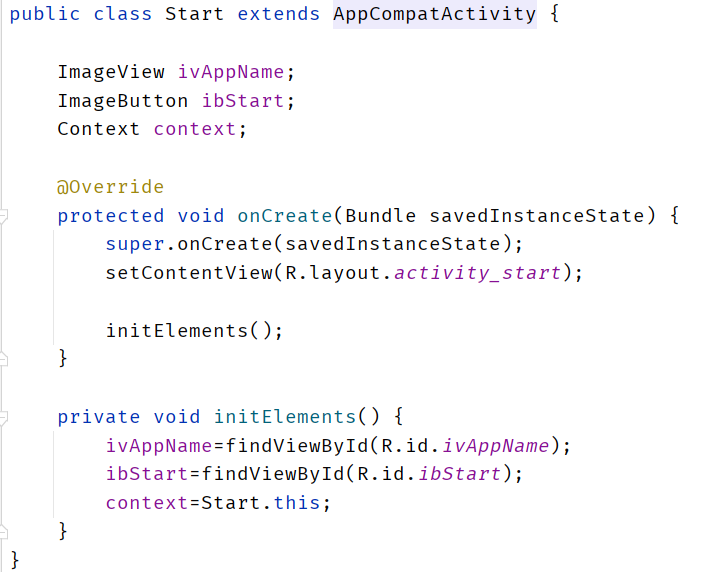 public class Start extends AppCompatActivity {
ImageView ivAppName;
ImageButton ibStart;
Context context;
@Override
protected void onCreate(Bundle savedInstanceState) {
super.onCreate(savedInstanceState);
setContentView(R.layout.activity_start);
initElements();
}
private void initElements() {
ivAppName=findViewById(R.id.ivAppName);
ibStart=findViewById(R.id.ibStart);
context=Start.this;
}
}